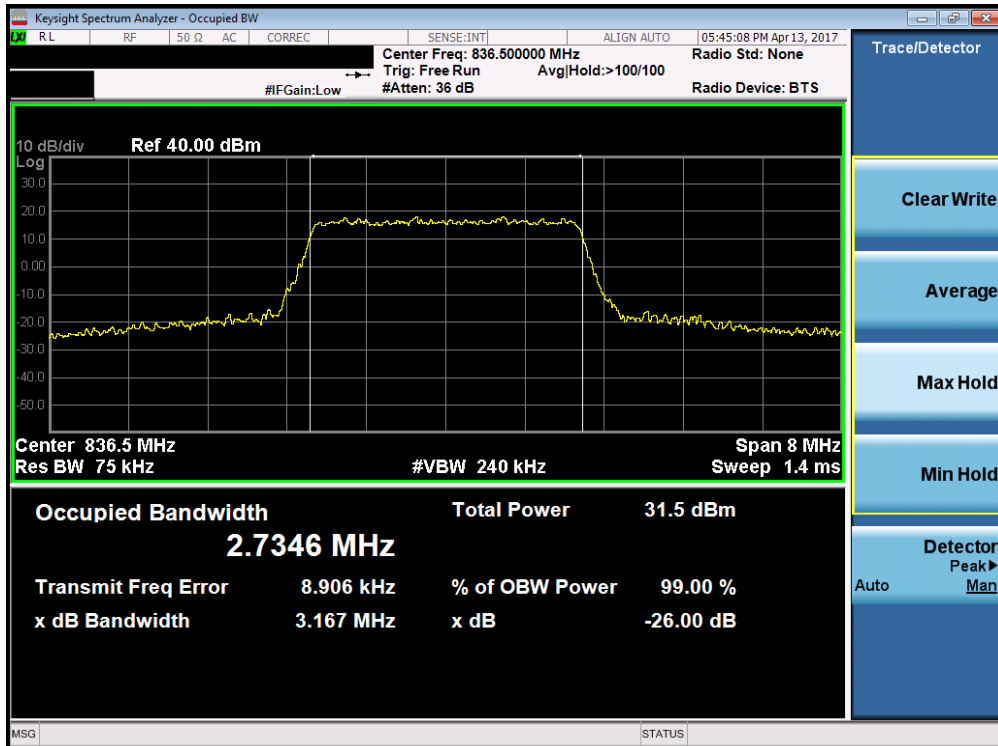 Keysight Spectrum Analyzer - Occupied BW
LXI RL RF 50 Ω AC CORREC SENSE:INT ALIGN AUTO 05:45:08 PM Apr 13, 2017
Center Freq: 836.500000 MHz Radio Std: None
Trig: Free Run Avg|Hold:>100/100
#IFGain:Low #Atten: 36 dB Radio Device: BTS
10 dB/div Ref 40.00 dBm
Log
30.0
20.0
10.0
0.00
-10.0
-20.0
-30.0
-40.0
-50.0
Center 836.5 MHz Span 8 MHz
Res BW 75 kHz #VBW 240 kHz Sweep 1.4 ms
Occupied Bandwidth Total Power 31.5 dBm
2.7346 MHz
Transmit Freq Error 8.906 kHz % of OBW Power 99.00 %
x dB Bandwidth 3.167 MHz x dB -26.00 dB
MSG STATUS
Trace/Detector
Clear Write
Average
Max Hold
Min Hold
Detector
Peak▶
Auto Man